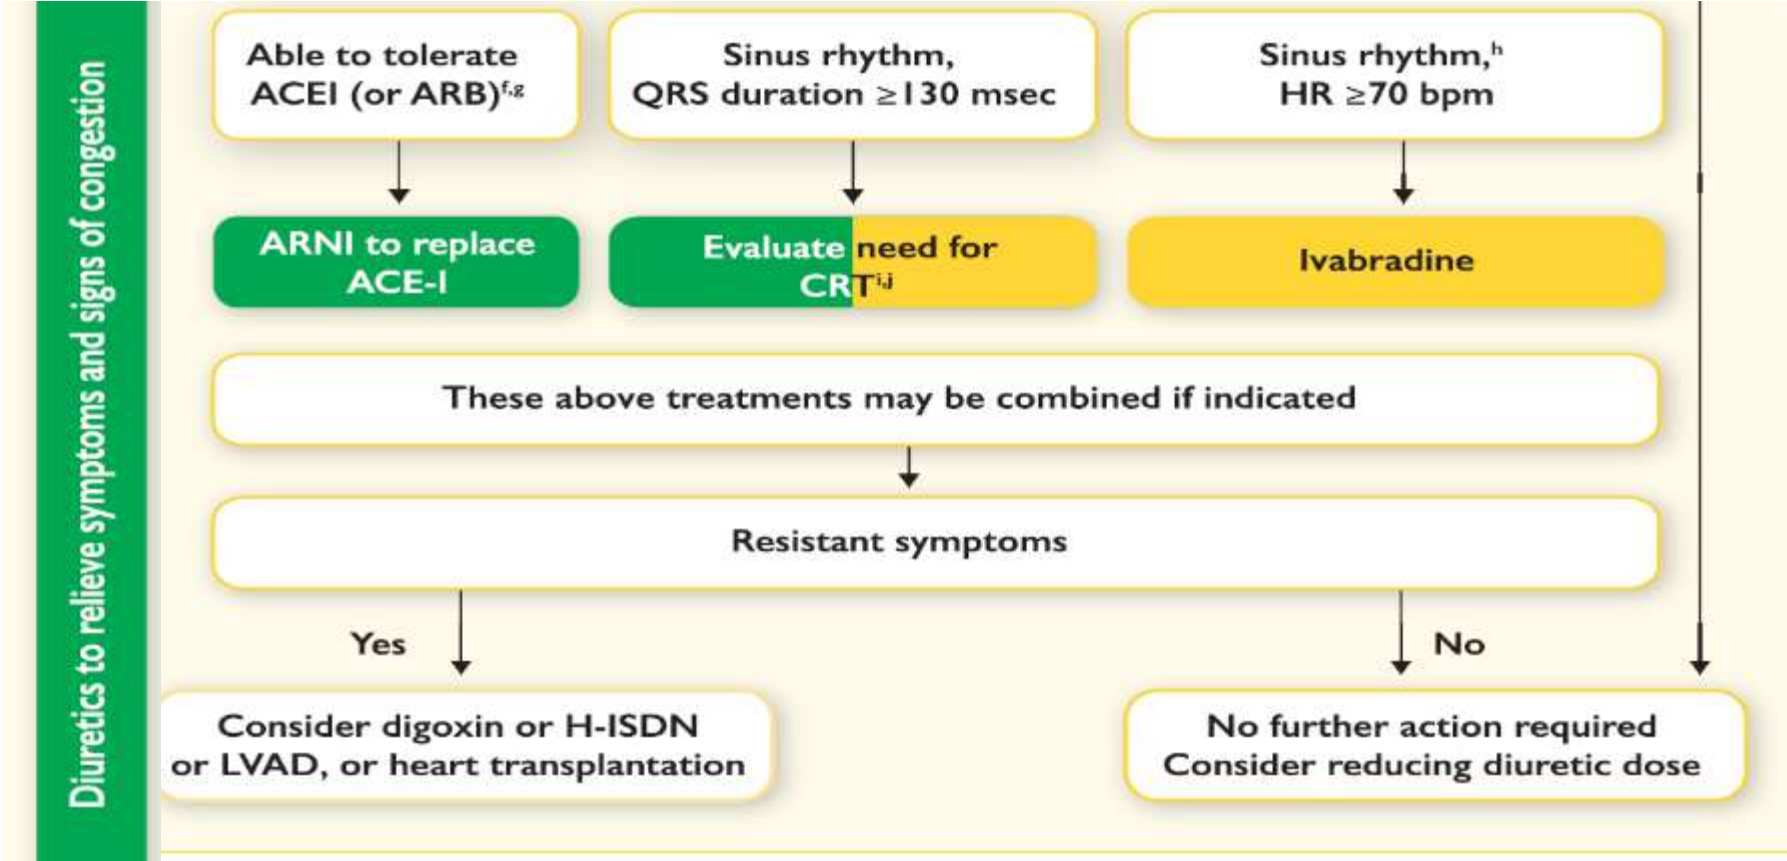 Diuretics to relieve symptoms and signs of congestion
Able to tolerate
ACEI (or ARB)f,g
Sinus rhythm,
QRS duration ≥130 msec
Sinus rhythm,h
HR ≥70 bpm
ARNI to replace
ACE-I
Evaluate need for
CRTi,j
Ivabradine
These above treatments may be combined if indicated
Resistant symptoms
Yes
No
Consider digoxin or H-ISDN
or LVAD, or heart transplantation
No further action required
Consider reducing diuretic dose